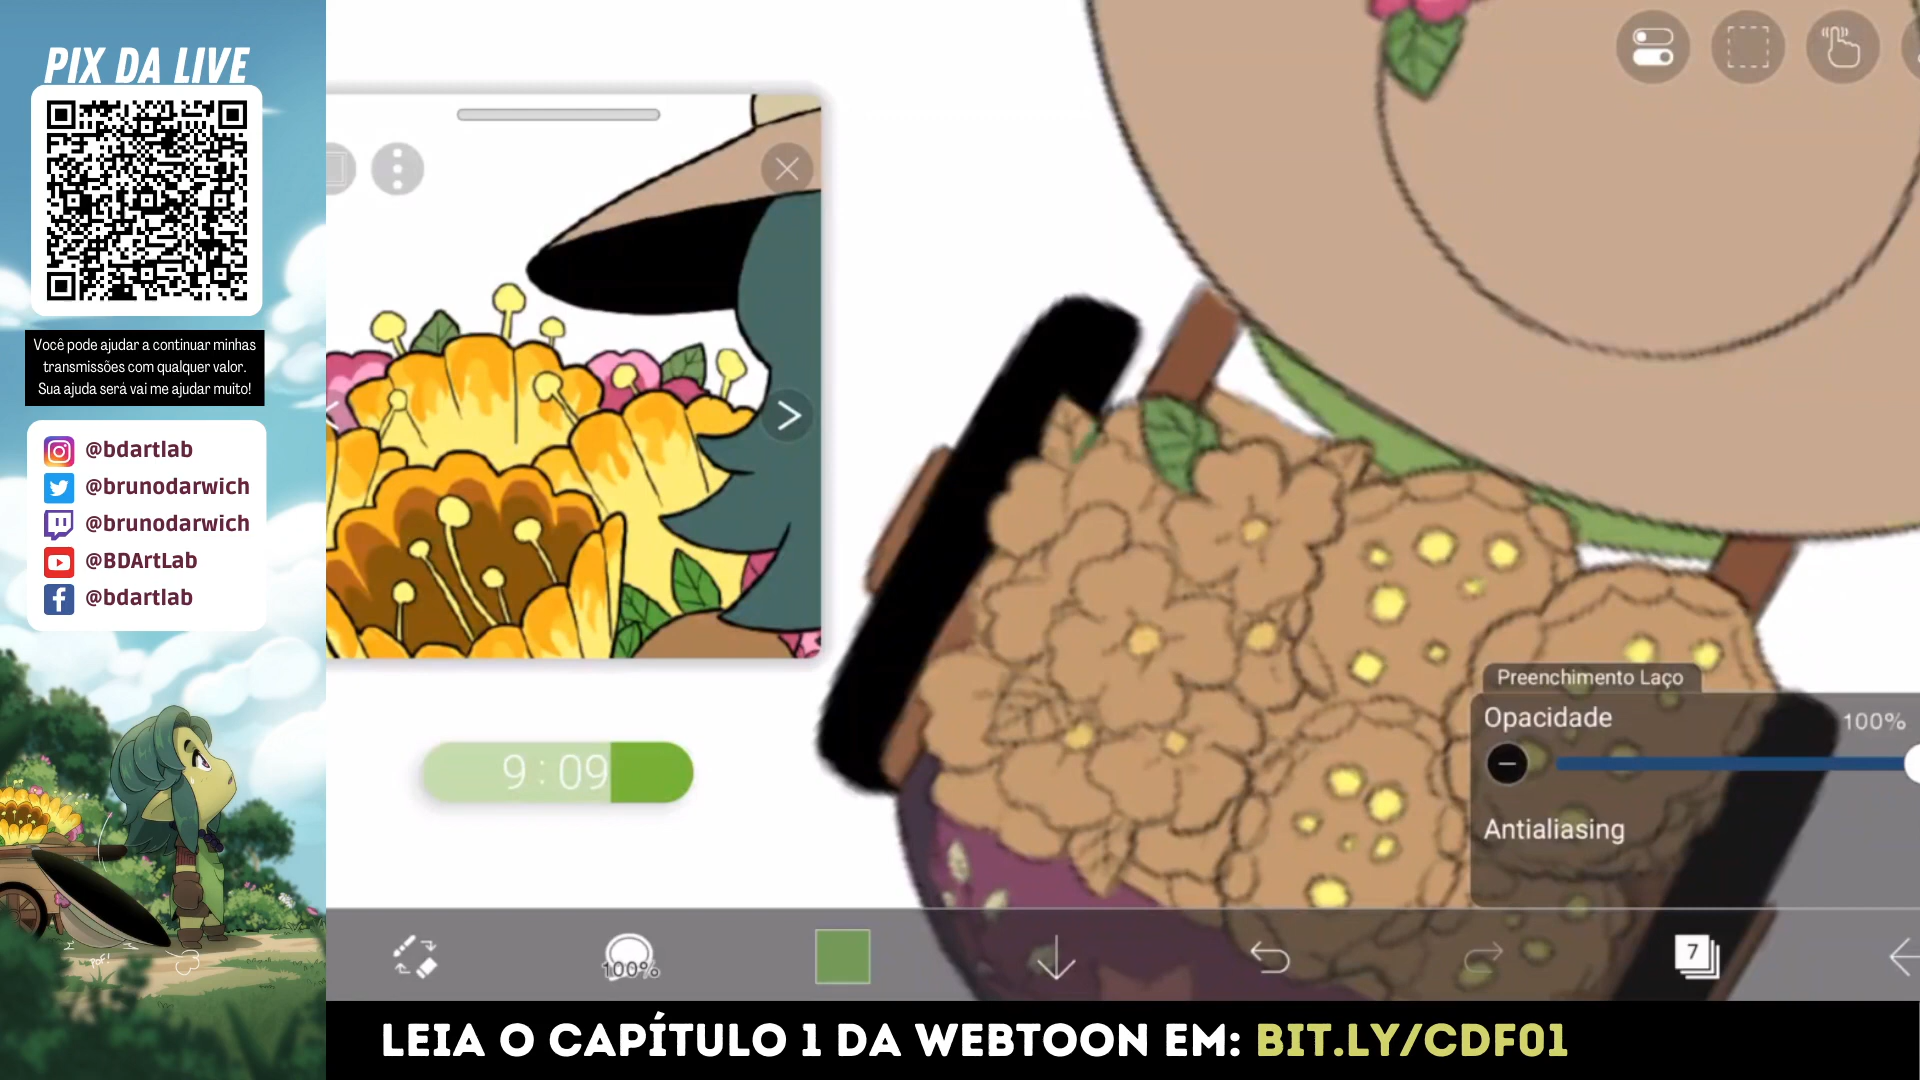 PIX DA LIVE
Você pode ajudar a continuar minhas
transmissões com qualquer valor.
Sua ajuda será vai me ajudar muito!
@bdartlab
@brunodarwich
@brunodarwich
@BDArtLab
@bdartlab
POF!
9:09
Preenchimento Laço
Opacidade
100%
Antialiasing
100%
7
LEIA O CAPÍTULO 1 DA WEBTOON EM: BIT.LY/CDF01